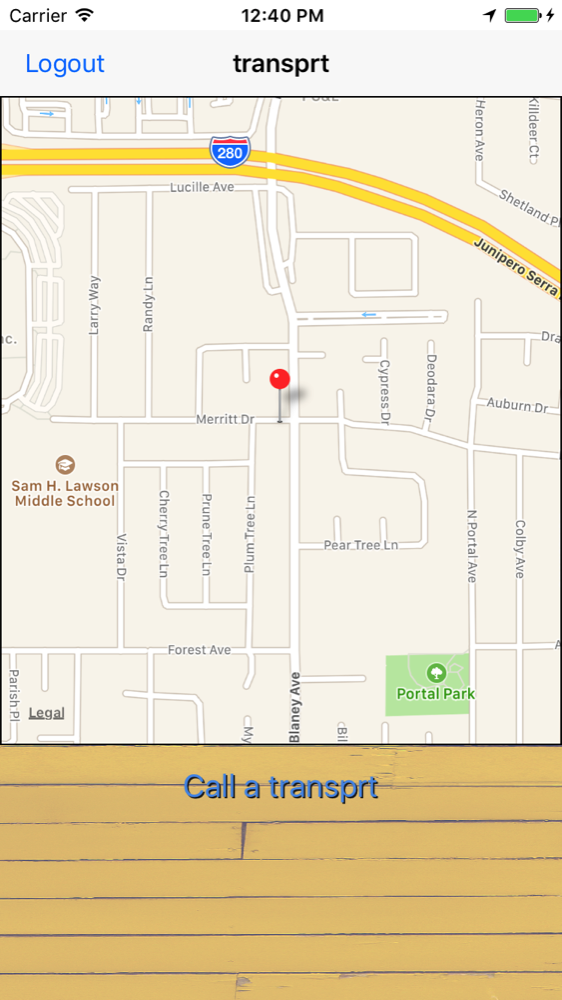 Carrier
12:40 PM
Logout
transprt
280
Lucille Ave
Heron Ave
Killdeer Ct
Shetland Pl
Junipero Serra
Larry Way
Randy Ln
Cypress Dr
Deodara Dr
Auburn Dr
Merritt Dr
Sam H. Lawson
Middle School
Vista Dr
Cherry Tree Ln
Prune Tree Ln
Plum Tree Ln
Pear Tree Ln
N Portal Ave
Colby Ave
Forest Ave
Parish Pl
Blaney Ave
Portal Park
Legal
My
Bil
Call a transprt